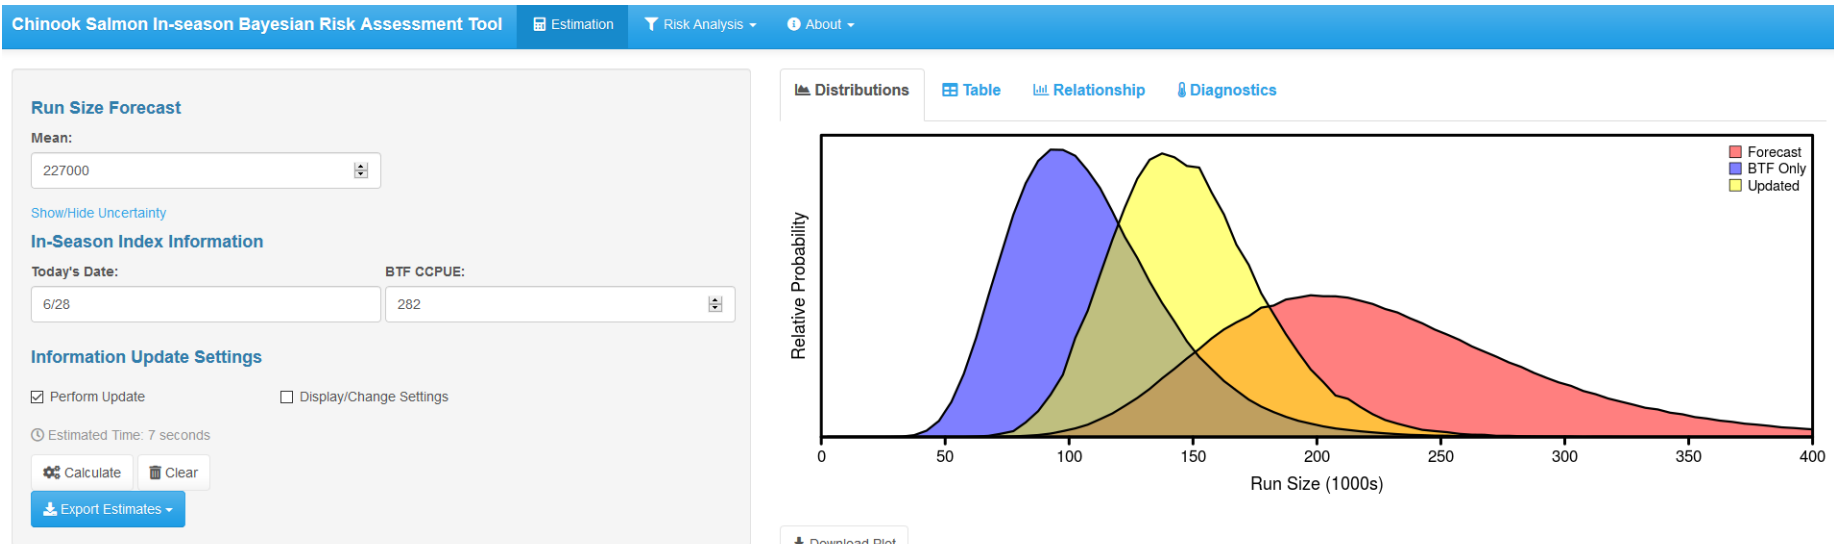 Chinook Salmon In-season Bayesian Risk Assessment Tool Estimation Risk Analysis About
Run Size Forecast
Mean:
227000
Show/Hide Uncertainty
In-Season Index Information
Today's Date: BTF CCPUE:
6/28 282
Information Update Settings
Perform Update Display/Change Settings
Estimated Time: 7 seconds
Calculate Clear
Export Estimates
Distributions Table Relationship Diagnostics
Forecast
BTF Only
Updated
Relative Probability
0 50 100 150 200 250 300 350 400
Run Size (1000s)
Download Plot